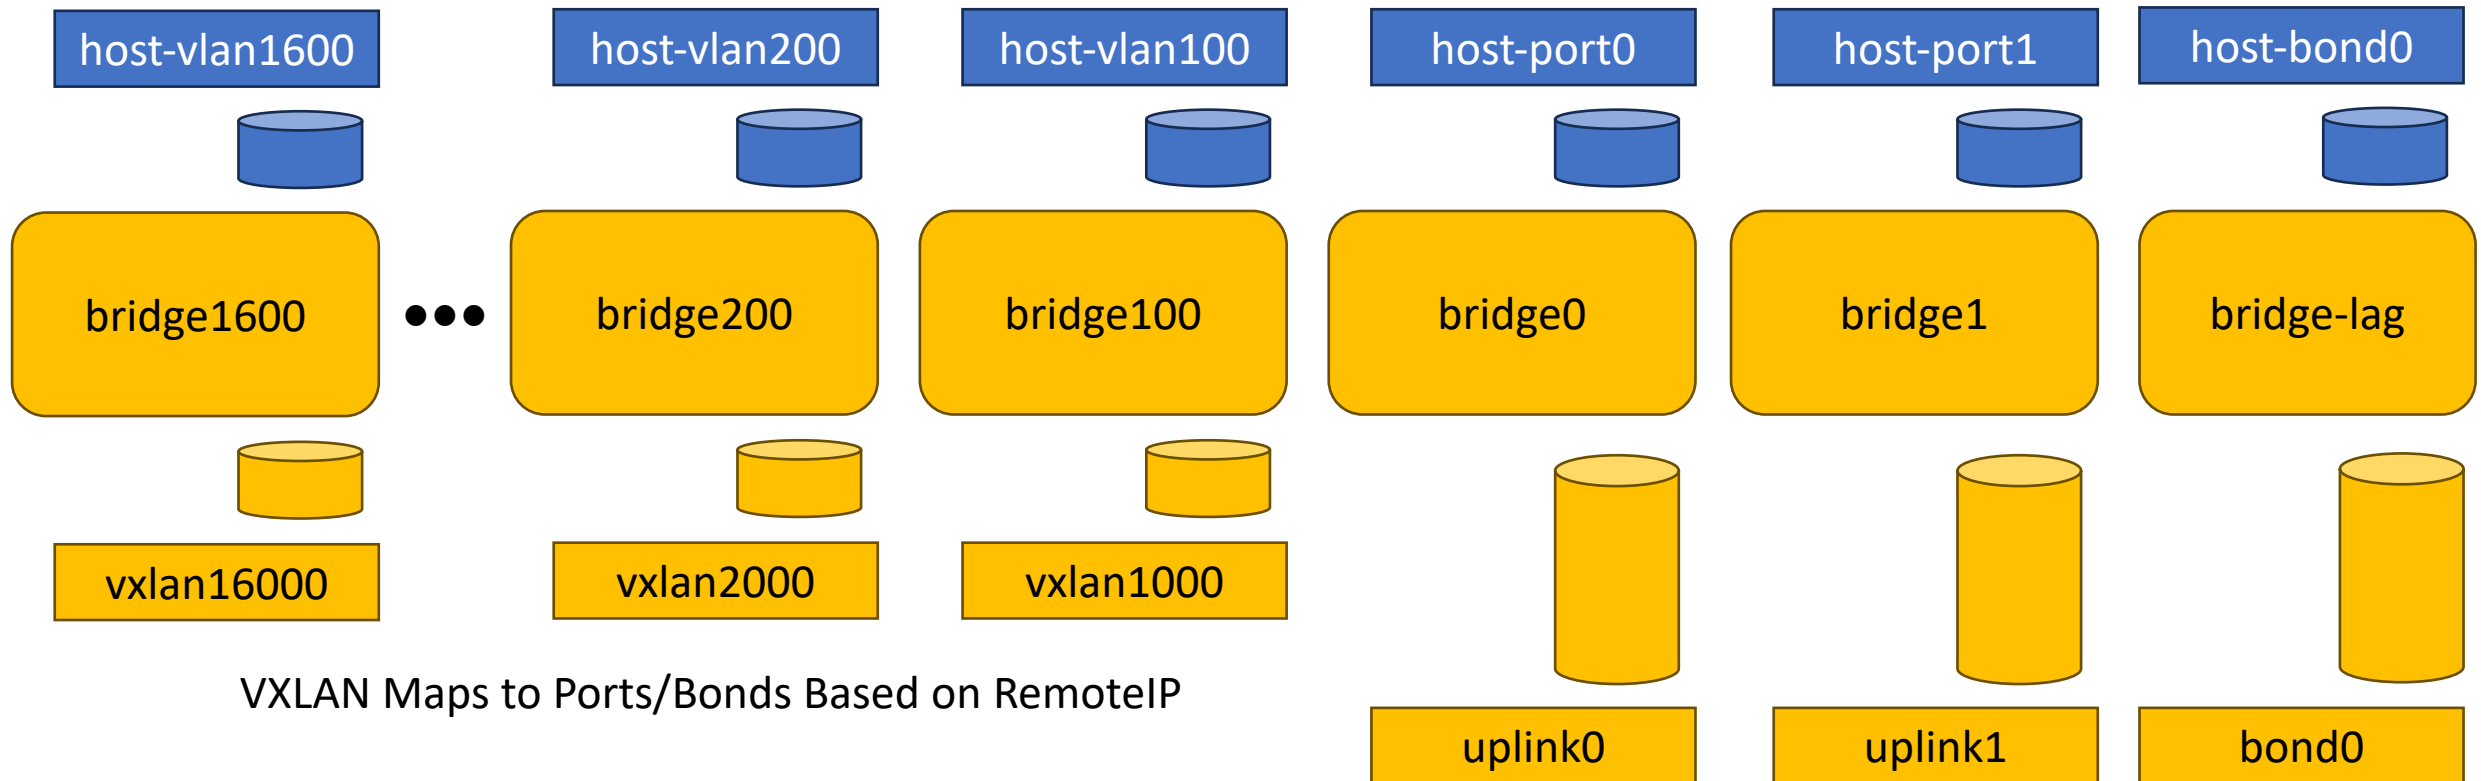 host-vlan1600
host-vlan200
host-vlan100
host-port0
host-port1
host-bond0
bridge1600
•••
bridge200
bridge100
bridge0
bridge1
bridge-lag
vxlan16000
vxlan2000
vxlan1000
VXLAN Maps to Ports/Bonds Based on RemoteIP
uplink0
uplink1
bond0